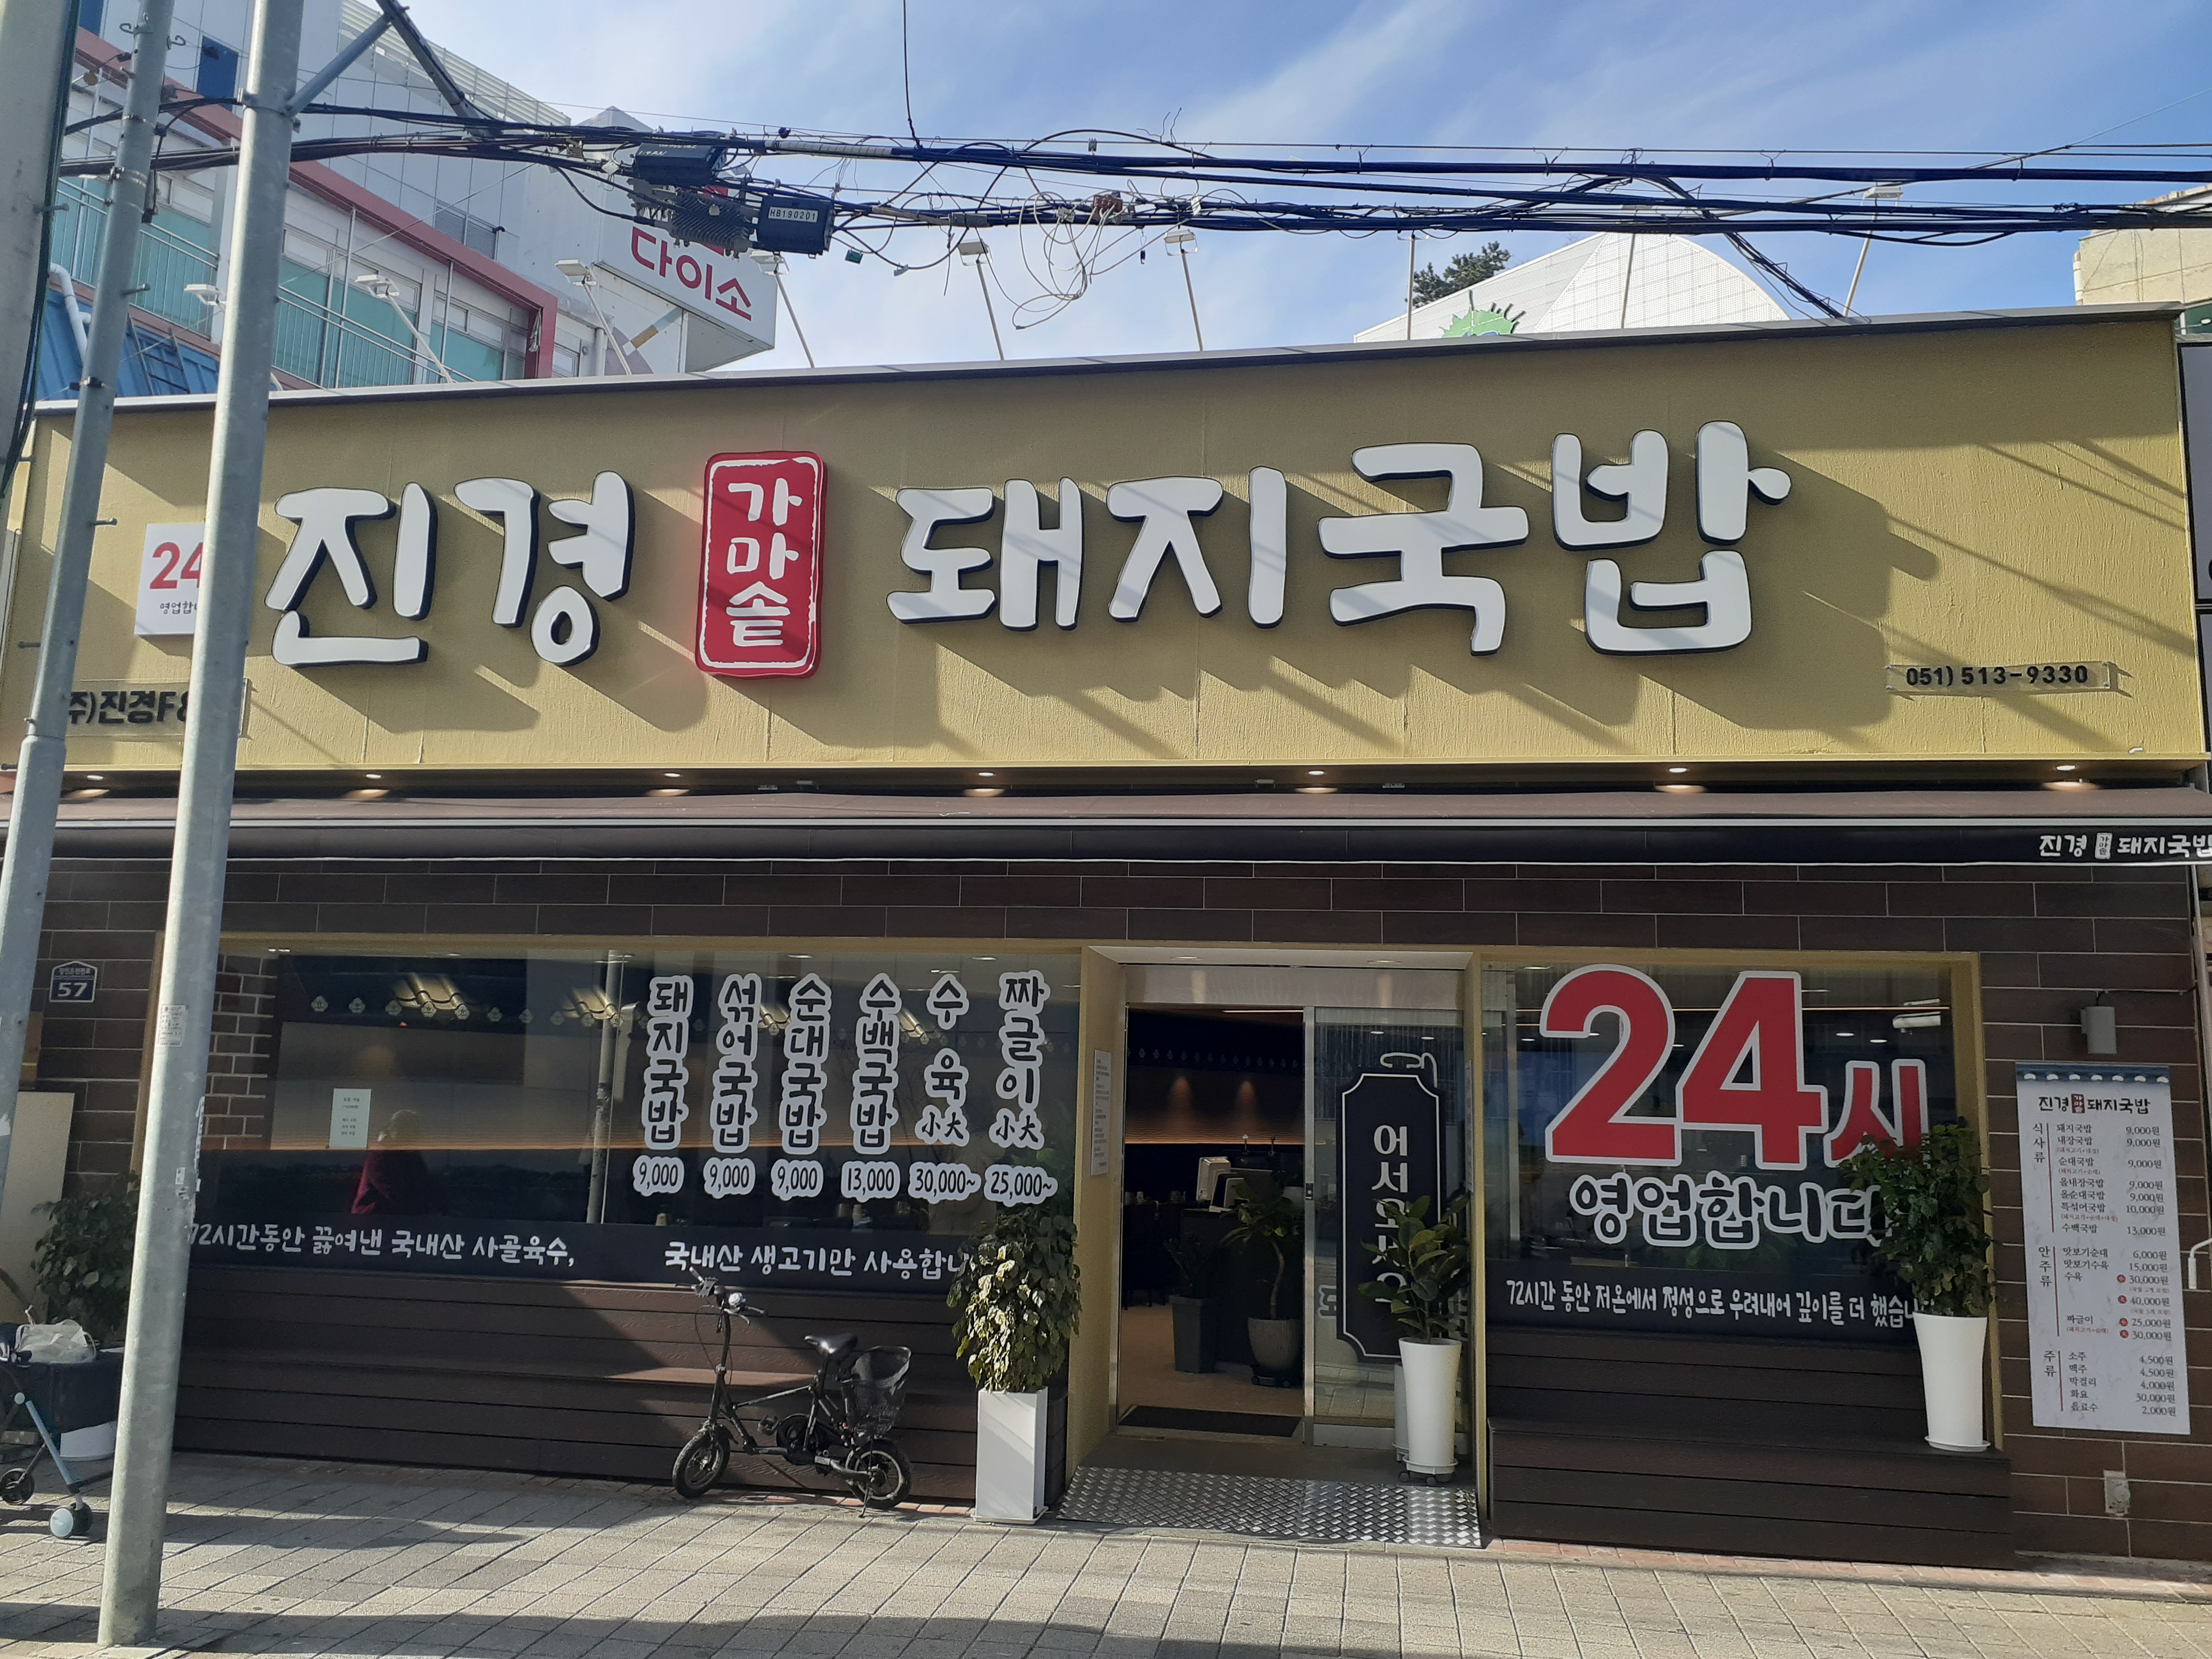 다이소
HB190201
24
영업합
진경 가마솥 돼지국밥
(주)진경F&
051) 513-9330
진경 가마솥 돼지국밥
57
돼지국밥 9,000
섞어국밥 9,000
순대국밥 9,000
수백국밥 13,000
수육 小大 30,000~
짜글이 小大 25,000~
72시간동안 끓여낸 국내산 사골육수,
국내산 생고기만 사용합니
어서오시오
24시
영업합니다
72시간 동안 저온에서 정성으로 우려내어 깊이를 더 했습니
진경 가마솥 돼지국밥
식사류
돼지국밥 9,000원
내장국밥 9,000원
순대국밥 9,000원
올내장국밥 9,000원
올순대국밥 9,000원
특섞어국밥 10,000원
수백국밥 13,000원
안주류
맛보기순대 6,000원
맛보기수육 15,000원
수육 小 30,000원
大 40,000원
짜글이 小 25,000원
大 30,000원
주류
소주 4,500원
맥주 4,500원
막걸리 4,000원
화요 30,000원
음료수 2,000원